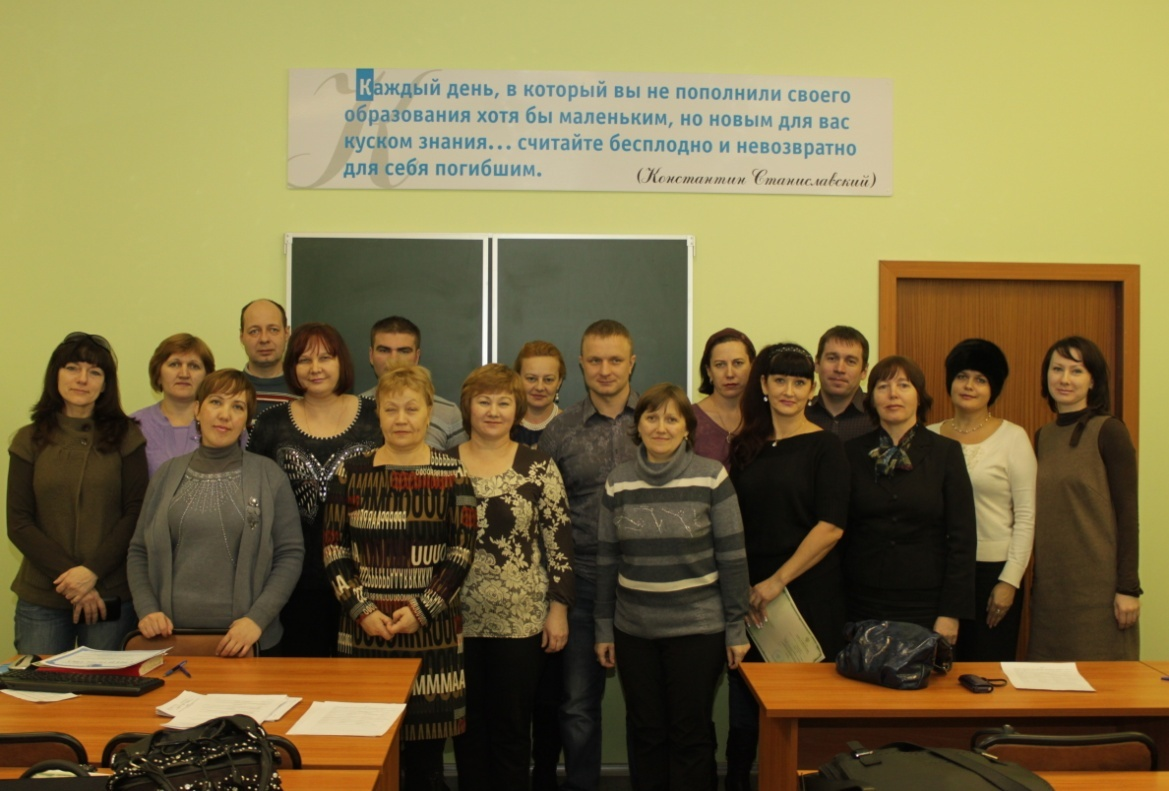 Каждый день, в который вы не пополнили своего
образования хотя бы маленьким, но новым для вас
куском знания... считайте бесплодно и невозвратно
для себя погибшим.
(Константин Станиславский)